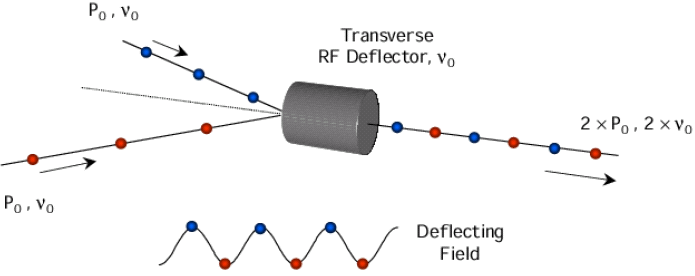 P₀ , ν₀
Transverse
RF Deflector, ν₀
2 × P₀ , 2 × ν₀
P₀ , ν₀
Deflecting
Field